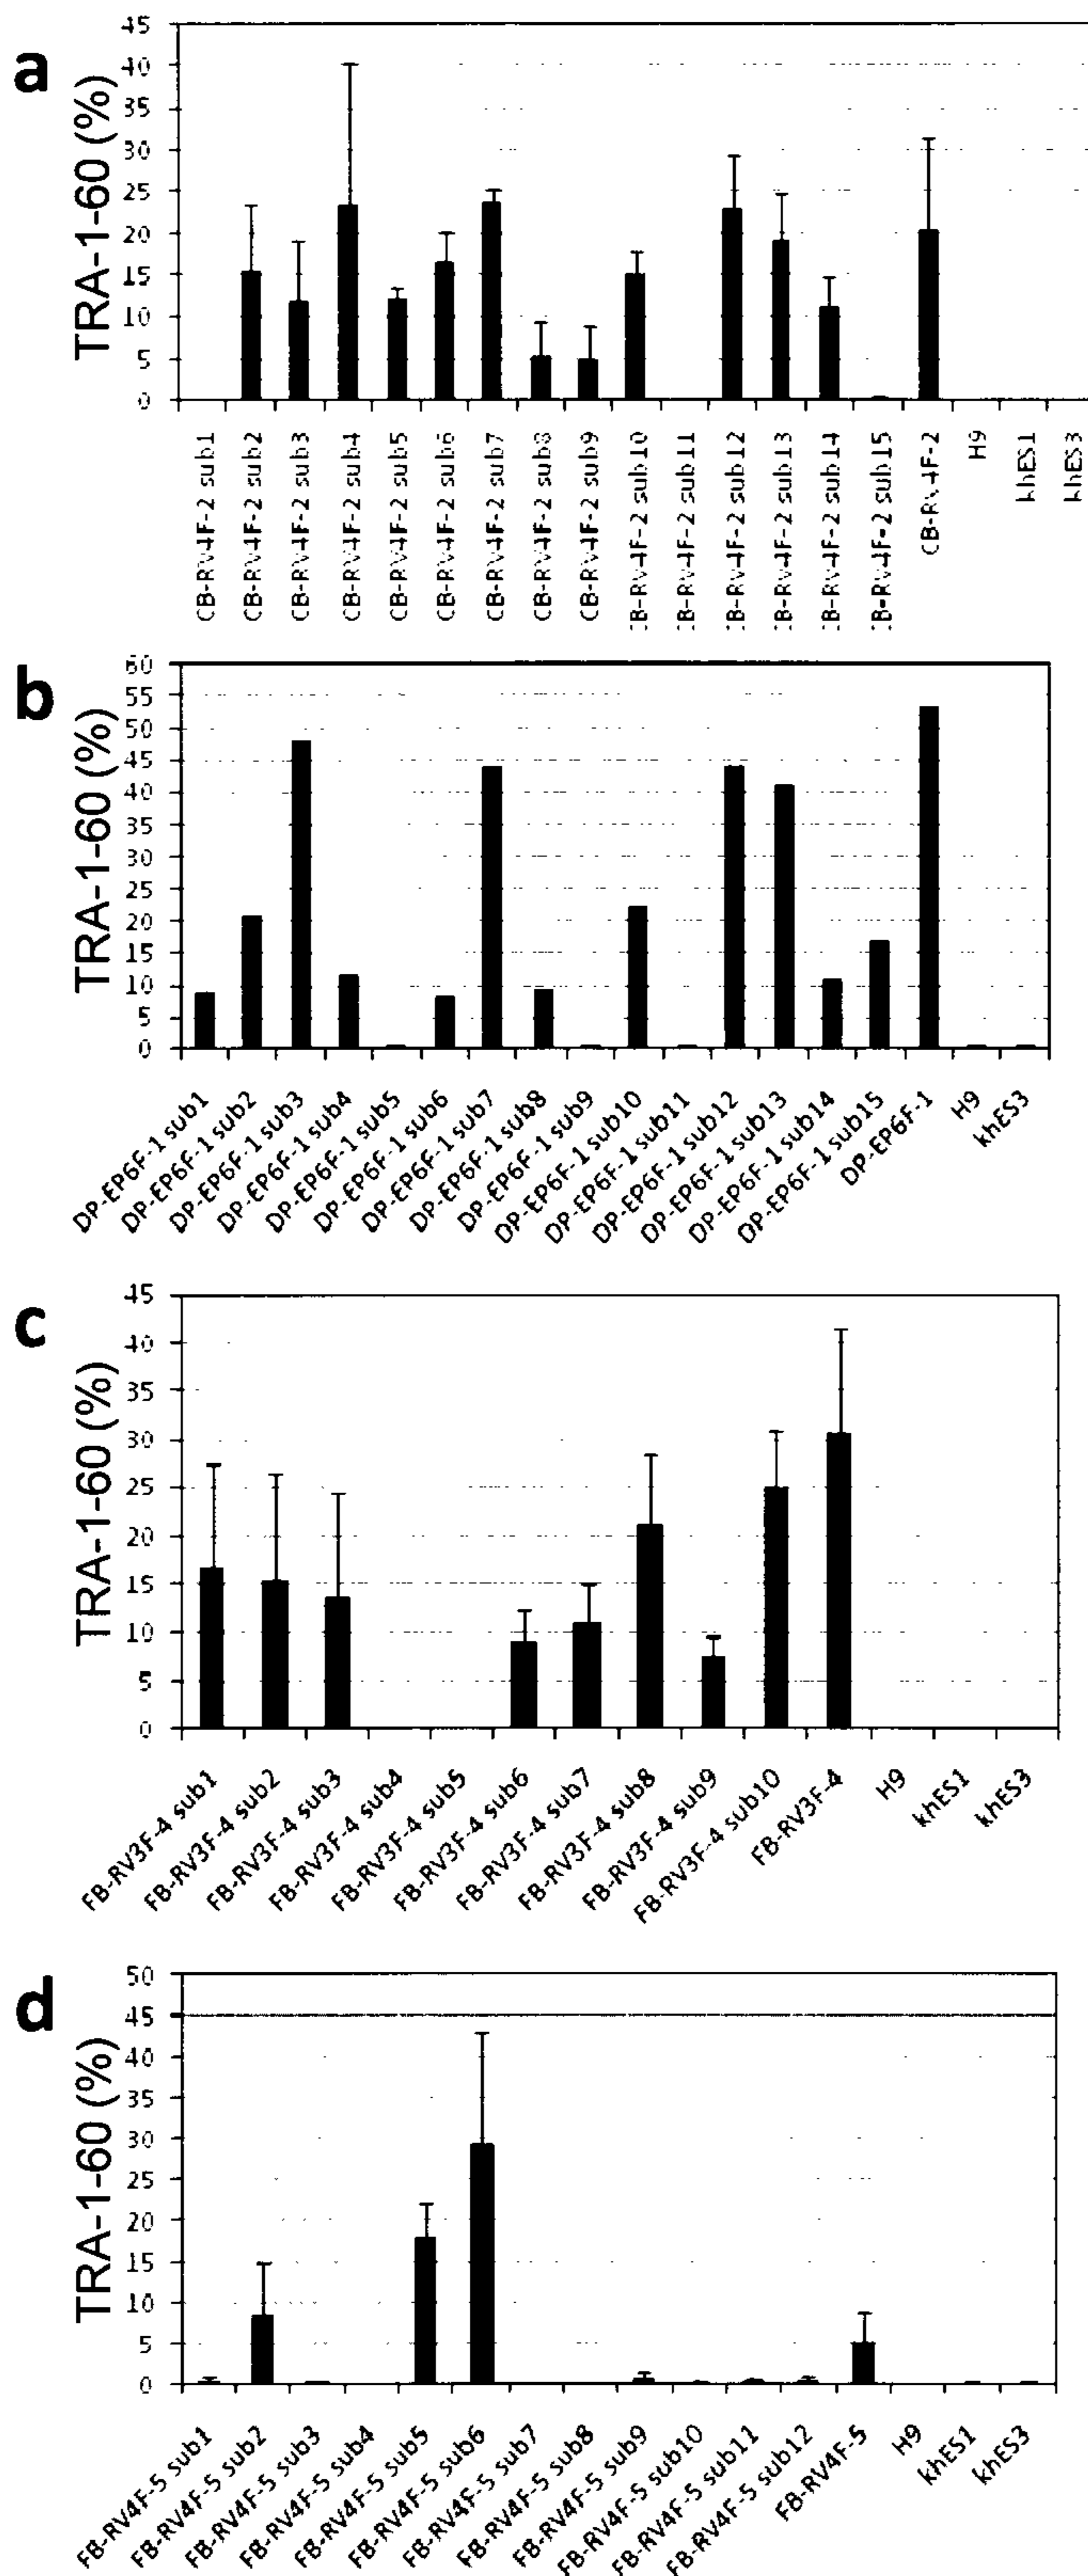 a
TRA-1-60 (%)
45
40
35
30
25
20
15
10
5
0
CB-RV4F-2 sub1
CB-RV4F-2 sub2
CB-RV4F-2 sub3
CB-RV4F-2 sub4
CB-RV4F-2 sub5
CB-RV4F-2 sub6
CB-RV4F-2 sub7
CB-RV4F-2 sub8
CB-RV4F-2 sub9
CB-RV4F-2 sub10
CB-RV4F-2 sub11
CB-RV4F-2 sub12
CB-RV4F-2 sub13
CB-RV4F-2 sub14
CB-RV4F-2 sub15
CB-RV4F-2
H9
khES1
khES3
b
TRA-1-60 (%)
60
55
50
45
40
35
30
25
20
15
10
5
0
DP-EP6F-1 sub1
DP-EP6F-1 sub2
DP-EP6F-1 sub3
DP-EP6F-1 sub4
DP-EP6F-1 sub5
DP-EP6F-1 sub6
DP-EP6F-1 sub7
DP-EP6F-1 sub8
DP-EP6F-1 sub9
DP-EP6F-1 sub10
DP-EP6F-1 sub11
DP-EP6F-1 sub12
DP-EP6F-1 sub13
DP-EP6F-1 sub14
DP-EP6F-1 sub15
DP-EP6F-1
H9
khES3
c
TRA-1-60 (%)
45
40
35
30
25
20
15
10
5
0
FB-RV3F-4 sub1
FB-RV3F-4 sub2
FB-RV3F-4 sub3
FB-RV3F-4 sub4
FB-RV3F-4 sub5
FB-RV3F-4 sub6
FB-RV3F-4 sub7
FB-RV3F-4 sub8
FB-RV3F-4 sub9
FB-RV3F-4 sub10
FB-RV3F-4
H9
khES1
khES3
d
TRA-1-60 (%)
50
45
40
35
30
25
20
15
10
5
0
FB-RV4F-5 sub1
FB-RV4F-5 sub2
FB-RV4F-5 sub3
FB-RV4F-5 sub4
FB-RV4F-5 sub5
FB-RV4F-5 sub6
FB-RV4F-5 sub7
FB-RV4F-5 sub8
FB-RV4F-5 sub9
FB-RV4F-5 sub10
FB-RV4F-5 sub11
FB-RV4F-5 sub12
FB-RV4F-5
H9
khES1
khES3